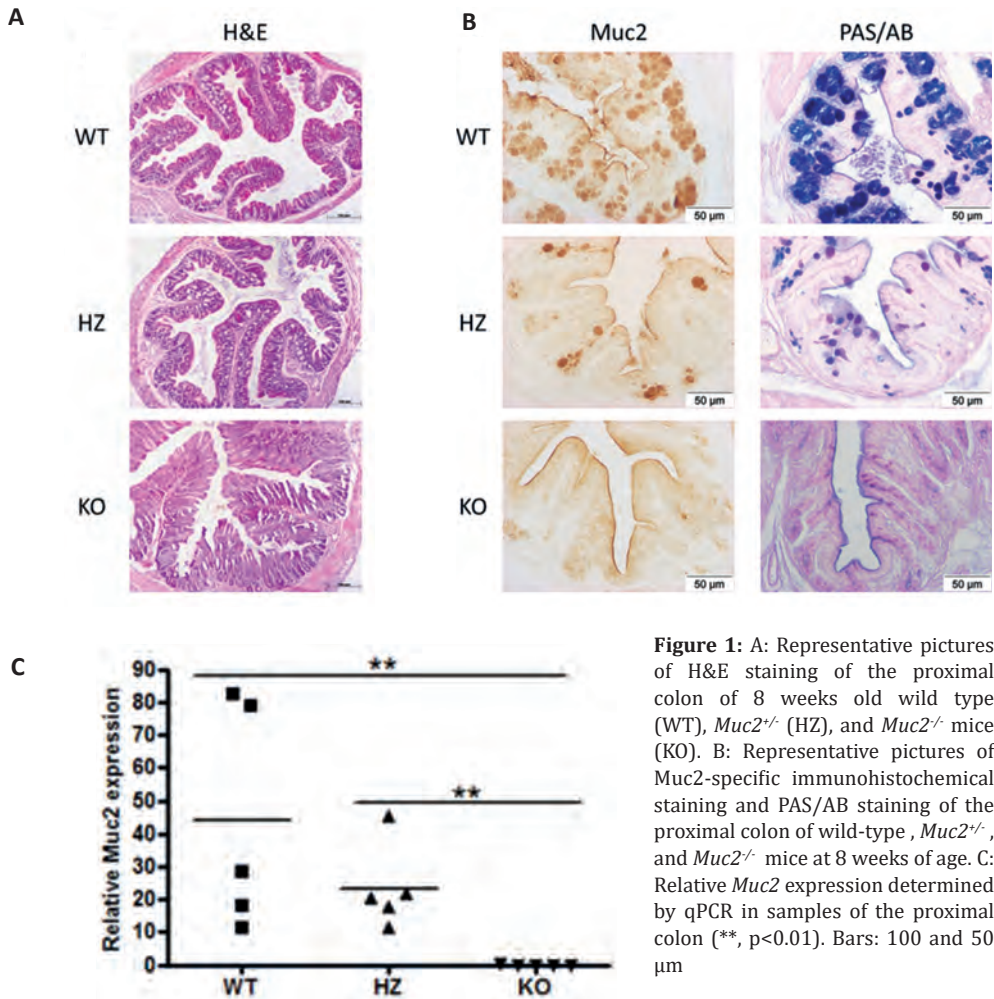 A
H&E
WT
HZ
KO
B
Muc2
PAS/AB
WT
50 µm
50 µm
HZ
50 µm
50 µm
KO
50 µm
50 µm
C
Relative Muc2 expression
90
80
70
60
50
40
30
20
10
0
**
**
WT
HZ
KO
Figure 1: A: Representative pictures
of H&E staining of the proximal
colon of 8 weeks old wild type
(WT), Muc2+/- (HZ), and Muc2-/- mice
(KO). B: Representative pictures of
Muc2-specific immunohistochemical
staining and PAS/AB staining of the
proximal colon of wild-type , Muc2+/- ,
and Muc2-/- mice at 8 weeks of age. C:
Relative Muc2 expression determined
by qPCR in samples of the proximal
colon (**, p<0.01). Bars: 100 and 50
µm